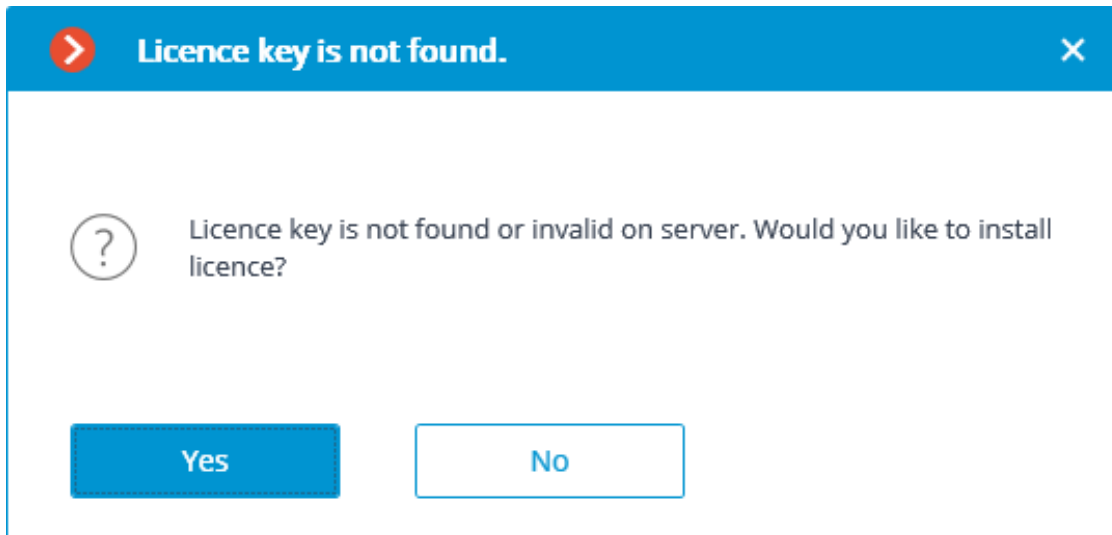 Licence key is not found.
Licence key is not found or invalid on server. Would you like to install
licence?
Yes
No